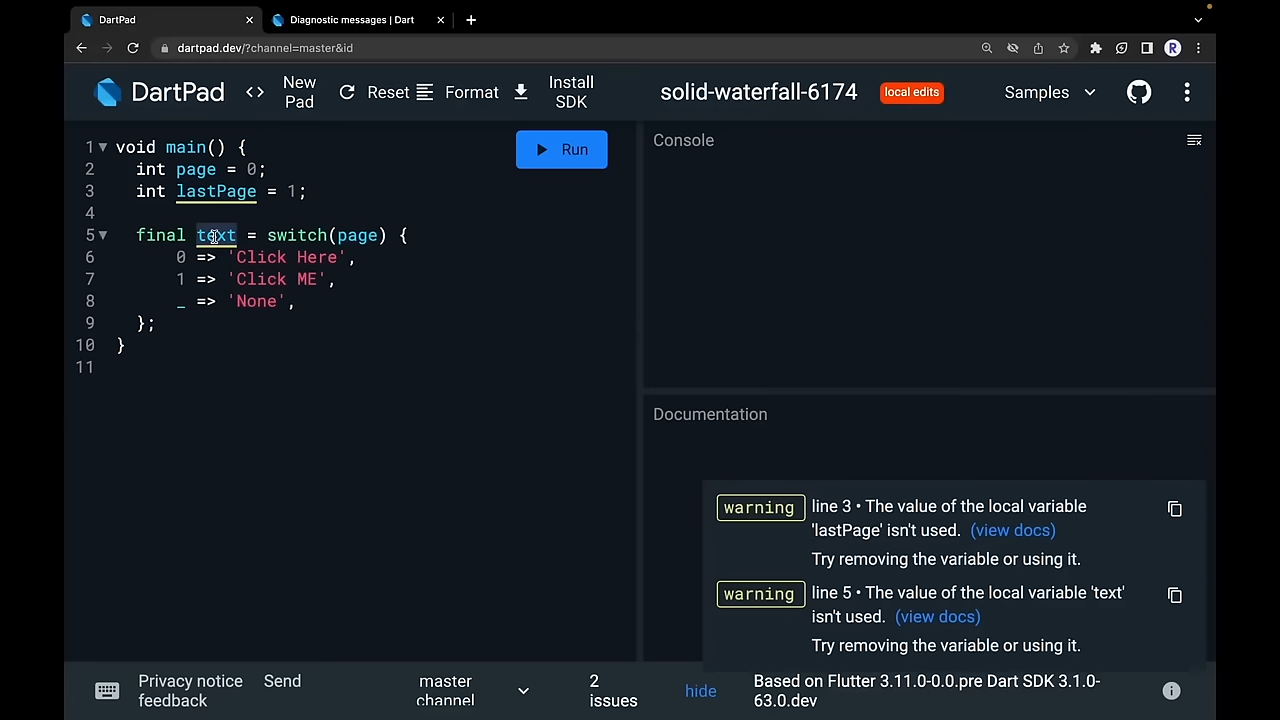 DartPad
Diagnostic messages | Dart
dartpad.dev/?channel=master&id
R
DartPad
<>
New
Pad
Reset
Format
Install
SDK
solid-waterfall-6174
local edits
Samples
1 void main() {
2 int page = 0;
3 int lastPage = 1;
4
5 final text = switch(page) {
6 0 => 'Click Here',
7 1 => 'Click ME',
8 _ => 'None',
9 };
10 }
11
Run
Console
Documentation
warning line 3 • The value of the local variable
'lastPage' isn't used. (view docs)
Try removing the variable or using it.
warning line 5 • The value of the local variable 'text'
isn't used. (view docs)
Try removing the variable or using it.
Privacy notice
feedback
Send
master
channel
2
issues
hide
Based on Flutter 3.11.0-0.0.pre Dart SDK 3.1.0-
63.0.dev